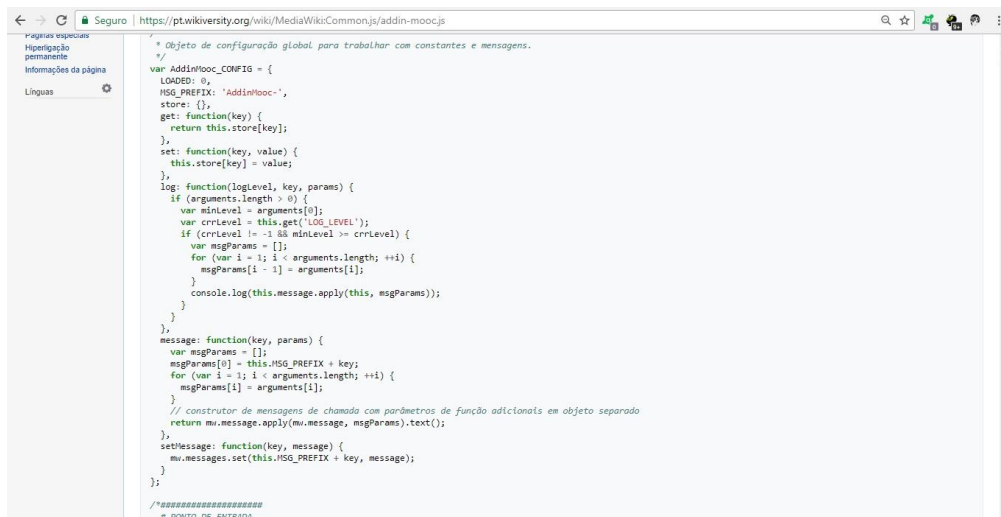 Seguro | https://pt.wikiversity.org/wiki/MediaWiki:Common.js/addin-mooc.js
Páginas especiais
Hiperligação
permanente
Informações da página
Línguas
* Objeto de configuração global para trabalhar com constantes e mensagens.
*/
var AddinMooc_CONFIG = {
LOADED: 0,
MSG_PREFIX: 'AddinMooc-',
store: {},
get: function(key) {
return this.store[key];
},
set: function(key, value) {
this.store[key] = value;
},
log: function(logLevel, key, params) {
if (arguments.length > 0) {
var minLevel = arguments[0];
var crrLevel = this.get('LOG_LEVEL');
if (crrLevel != -1 && minLevel >= crrLevel) {
var msgParams = [];
for (var i = 1; i < arguments.length; ++i) {
msgParams[i - 1] = arguments[i];
}
console.log(this.message.apply(this, msgParams));
}
}
},
message: function(key, params) {
var msgParams = [];
msgParams[0] = this.MSG_PREFIX + key;
for (var i = 1; i < arguments.length; ++i) {
msgParams[i] = arguments[i];
}
// construtor de mensagens de chamada com parâmetros de função adicionais em objeto separado
return mw.message.apply(mw.message, msgParams).text();
},
setMessage: function(key, message) {
mw.messages.set(this.MSG_PREFIX + key, message);
}
};
/*####################
# PONTO DE ENTRADA